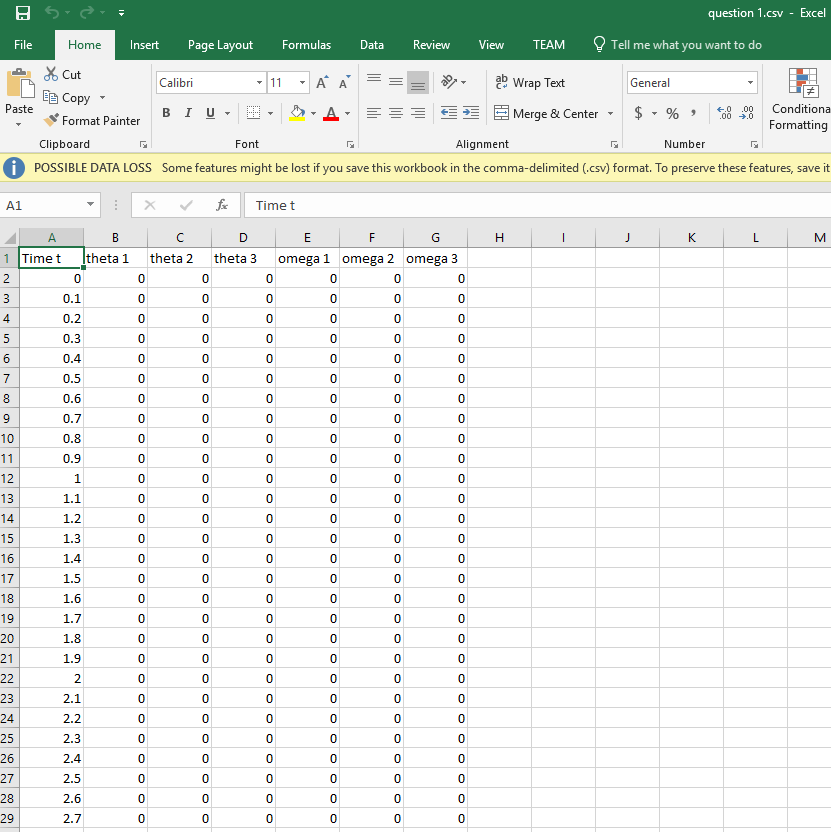 question 1.csv - Excel
File Home Insert Page Layout Formulas Data Review View TEAM Tell me what you want to do
Paste
Cut
Copy
Format Painter
Clipboard
Calibri 11 A A
B I U A
Font
ab Wrap Text
Merge & Center
Alignment
General
$ % ,
.0 .00
.00 .0
Number
Conditiona
Formatting
POSSIBLE DATA LOSS Some features might be lost if you save this workbook in the comma-delimited (.csv) format. To preserve these features, save it
A1 fx Time t
A B C D E F G H I J K L M
1 Time t theta 1 theta 2 theta 3 omega 1 omega 2 omega 3
2 0 0 0 0 0 0 0
3 0.1 0 0 0 0 0 0
4 0.2 0 0 0 0 0 0
5 0.3 0 0 0 0 0 0
6 0.4 0 0 0 0 0 0
7 0.5 0 0 0 0 0 0
8 0.6 0 0 0 0 0 0
9 0.7 0 0 0 0 0 0
10 0.8 0 0 0 0 0 0
11 0.9 0 0 0 0 0 0
12 1 0 0 0 0 0 0
13 1.1 0 0 0 0 0 0
14 1.2 0 0 0 0 0 0
15 1.3 0 0 0 0 0 0
16 1.4 0 0 0 0 0 0
17 1.5 0 0 0 0 0 0
18 1.6 0 0 0 0 0 0
19 1.7 0 0 0 0 0 0
20 1.8 0 0 0 0 0 0
21 1.9 0 0 0 0 0 0
22 2 0 0 0 0 0 0
23 2.1 0 0 0 0 0 0
24 2.2 0 0 0 0 0 0
25 2.3 0 0 0 0 0 0
26 2.4 0 0 0 0 0 0
27 2.5 0 0 0 0 0 0
28 2.6 0 0 0 0 0 0
29 2.7 0 0 0 0 0 0